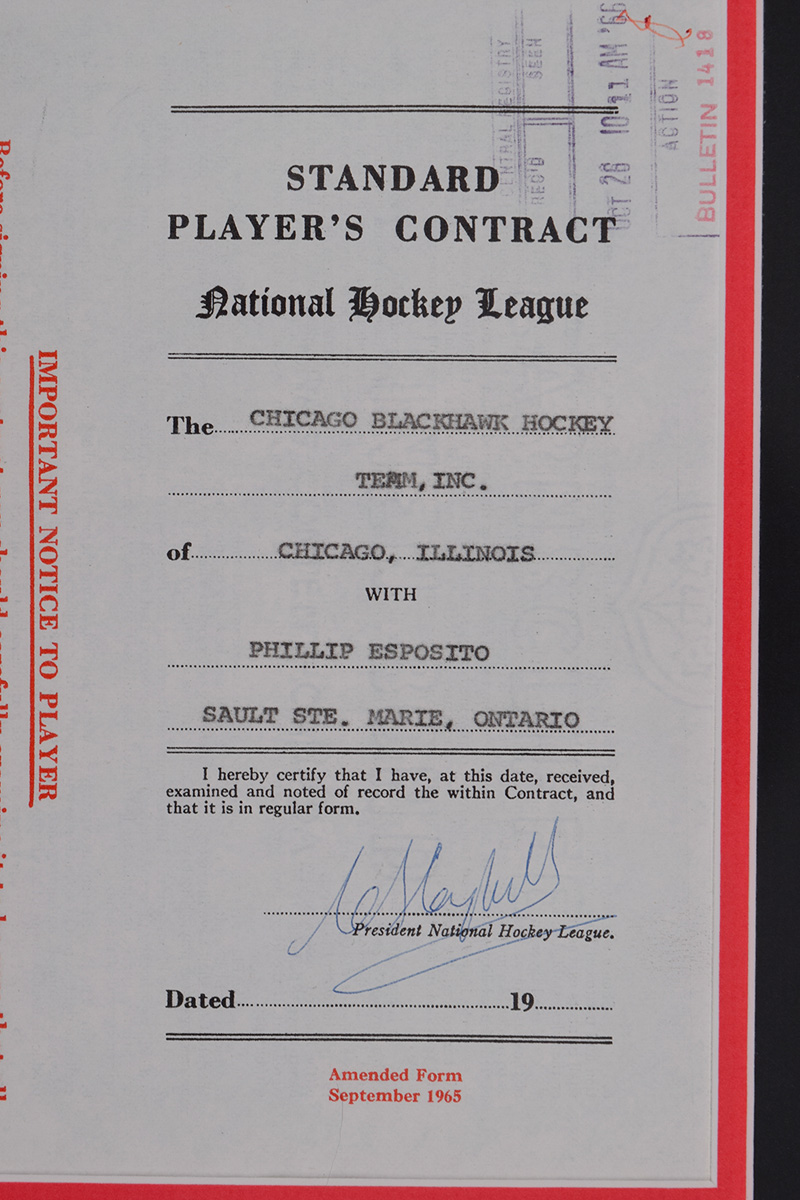 CENTRAL REGISTRY
REC'D SEEN
OCT 26 10 11 AM '66
ACTION
BULLETIN 1418
STANDARD
PLAYER'S CONTRACT
National Hockey League
The CHICAGO BLACKHAWK HOCKEY
TEAM, INC.
of CHICAGO, ILLINOIS
WITH
PHILLIP ESPOSITO
SAULT STE. MARIE, ONTARIO
I hereby certify that I have, at this date, received,
examined and noted of record the within Contract, and
that it is in regular form.
President National Hockey League.
Dated 19
Amended Form
September 1965
IMPORTANT NOTICE TO PLAYER